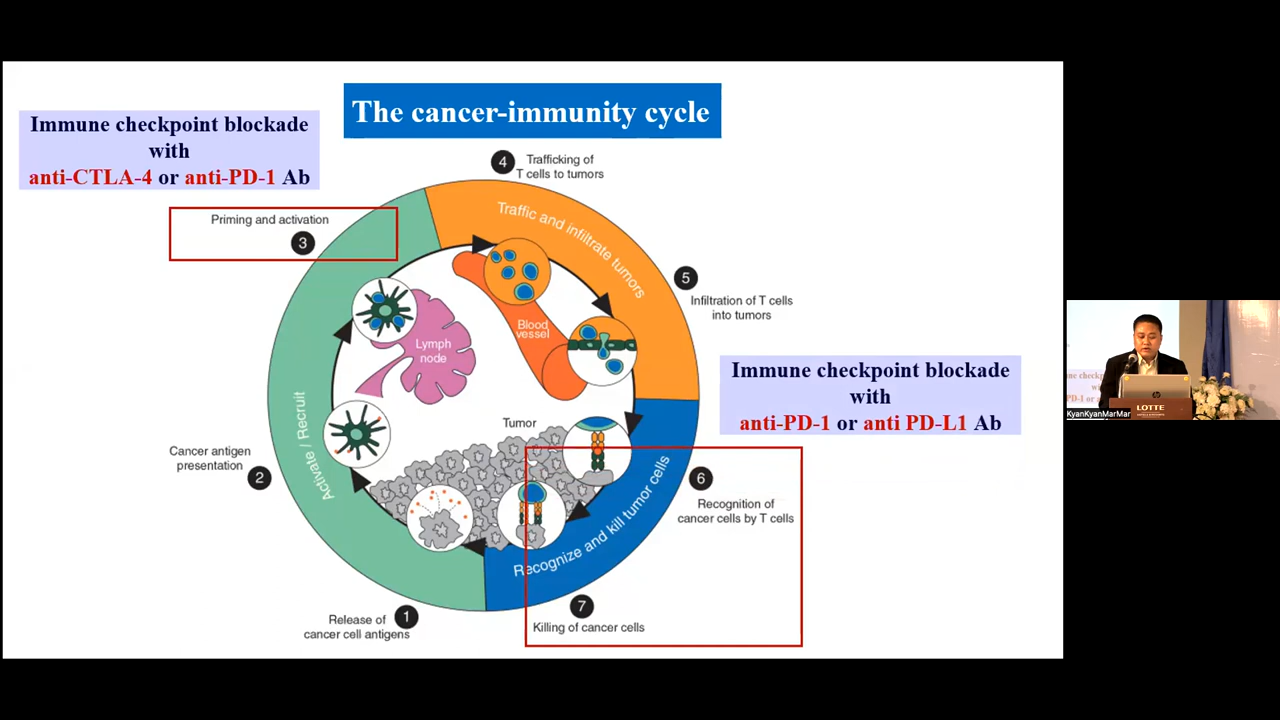 The cancer-immunity cycle
Immune checkpoint blockade
with
anti-CTLA-4 or anti-PD-1 Ab
4
Trafficking of
T cells to tumors
Priming and activation
3
Traffic and infiltrate tumors
5
Infiltration of T cells
into tumors
Blood
vessel
Lymph
node
Immune checkpoint blockade
with
anti-PD-1 or anti PD-L1 Ab
Activate / Recruit
Tumor
Cancer antigen
presentation
2
6
Recognition of
cancer cells by T cells
Recognize and kill tumor cells
7
Killing of cancer cells
1
Release of
cancer cell antigens
LOTTE
KyanKyanMarMar